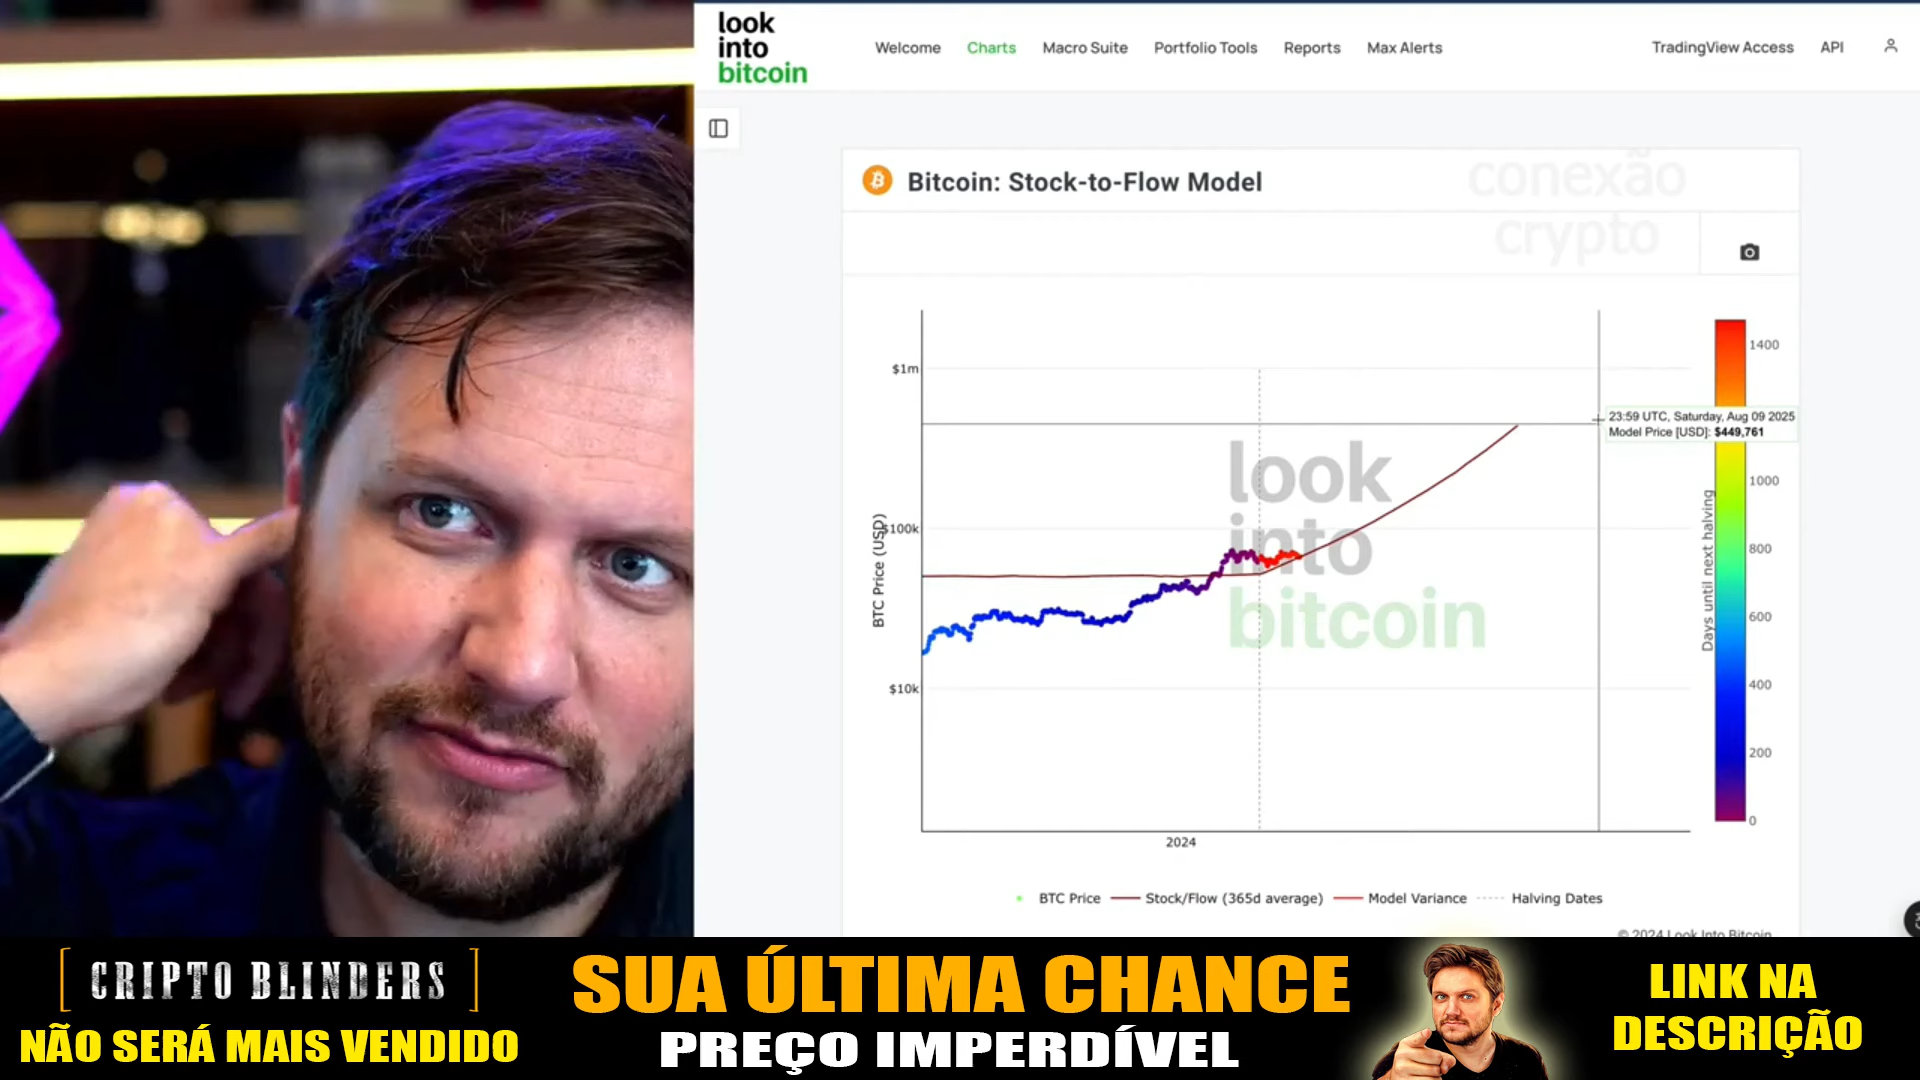 look
into
bitcoin
Welcome Charts Macro Suite Portfolio Tools Reports Max Alerts TradingView Access API
Bitcoin: Stock-to-Flow Model
conexão
crypto
$1m
$100k
$10k
BTC Price (USD)
look
into
bitcoin
23:59 UTC, Saturday, Aug 09 2025
Model Price [USD]: $449,761
1400
1000
800
600
400
200
0
Days until next halving
2024
BTC Price Stock/Flow (365d average) Model Variance Halving Dates
© 2024 Look Into Bitcoin
[ CRIPTO BLINDERS ]
NÃO SERÁ MAIS VENDIDO
SUA ÚLTIMA CHANCE
PREÇO IMPERDÍVEL
LINK NA
DESCRIÇÃO